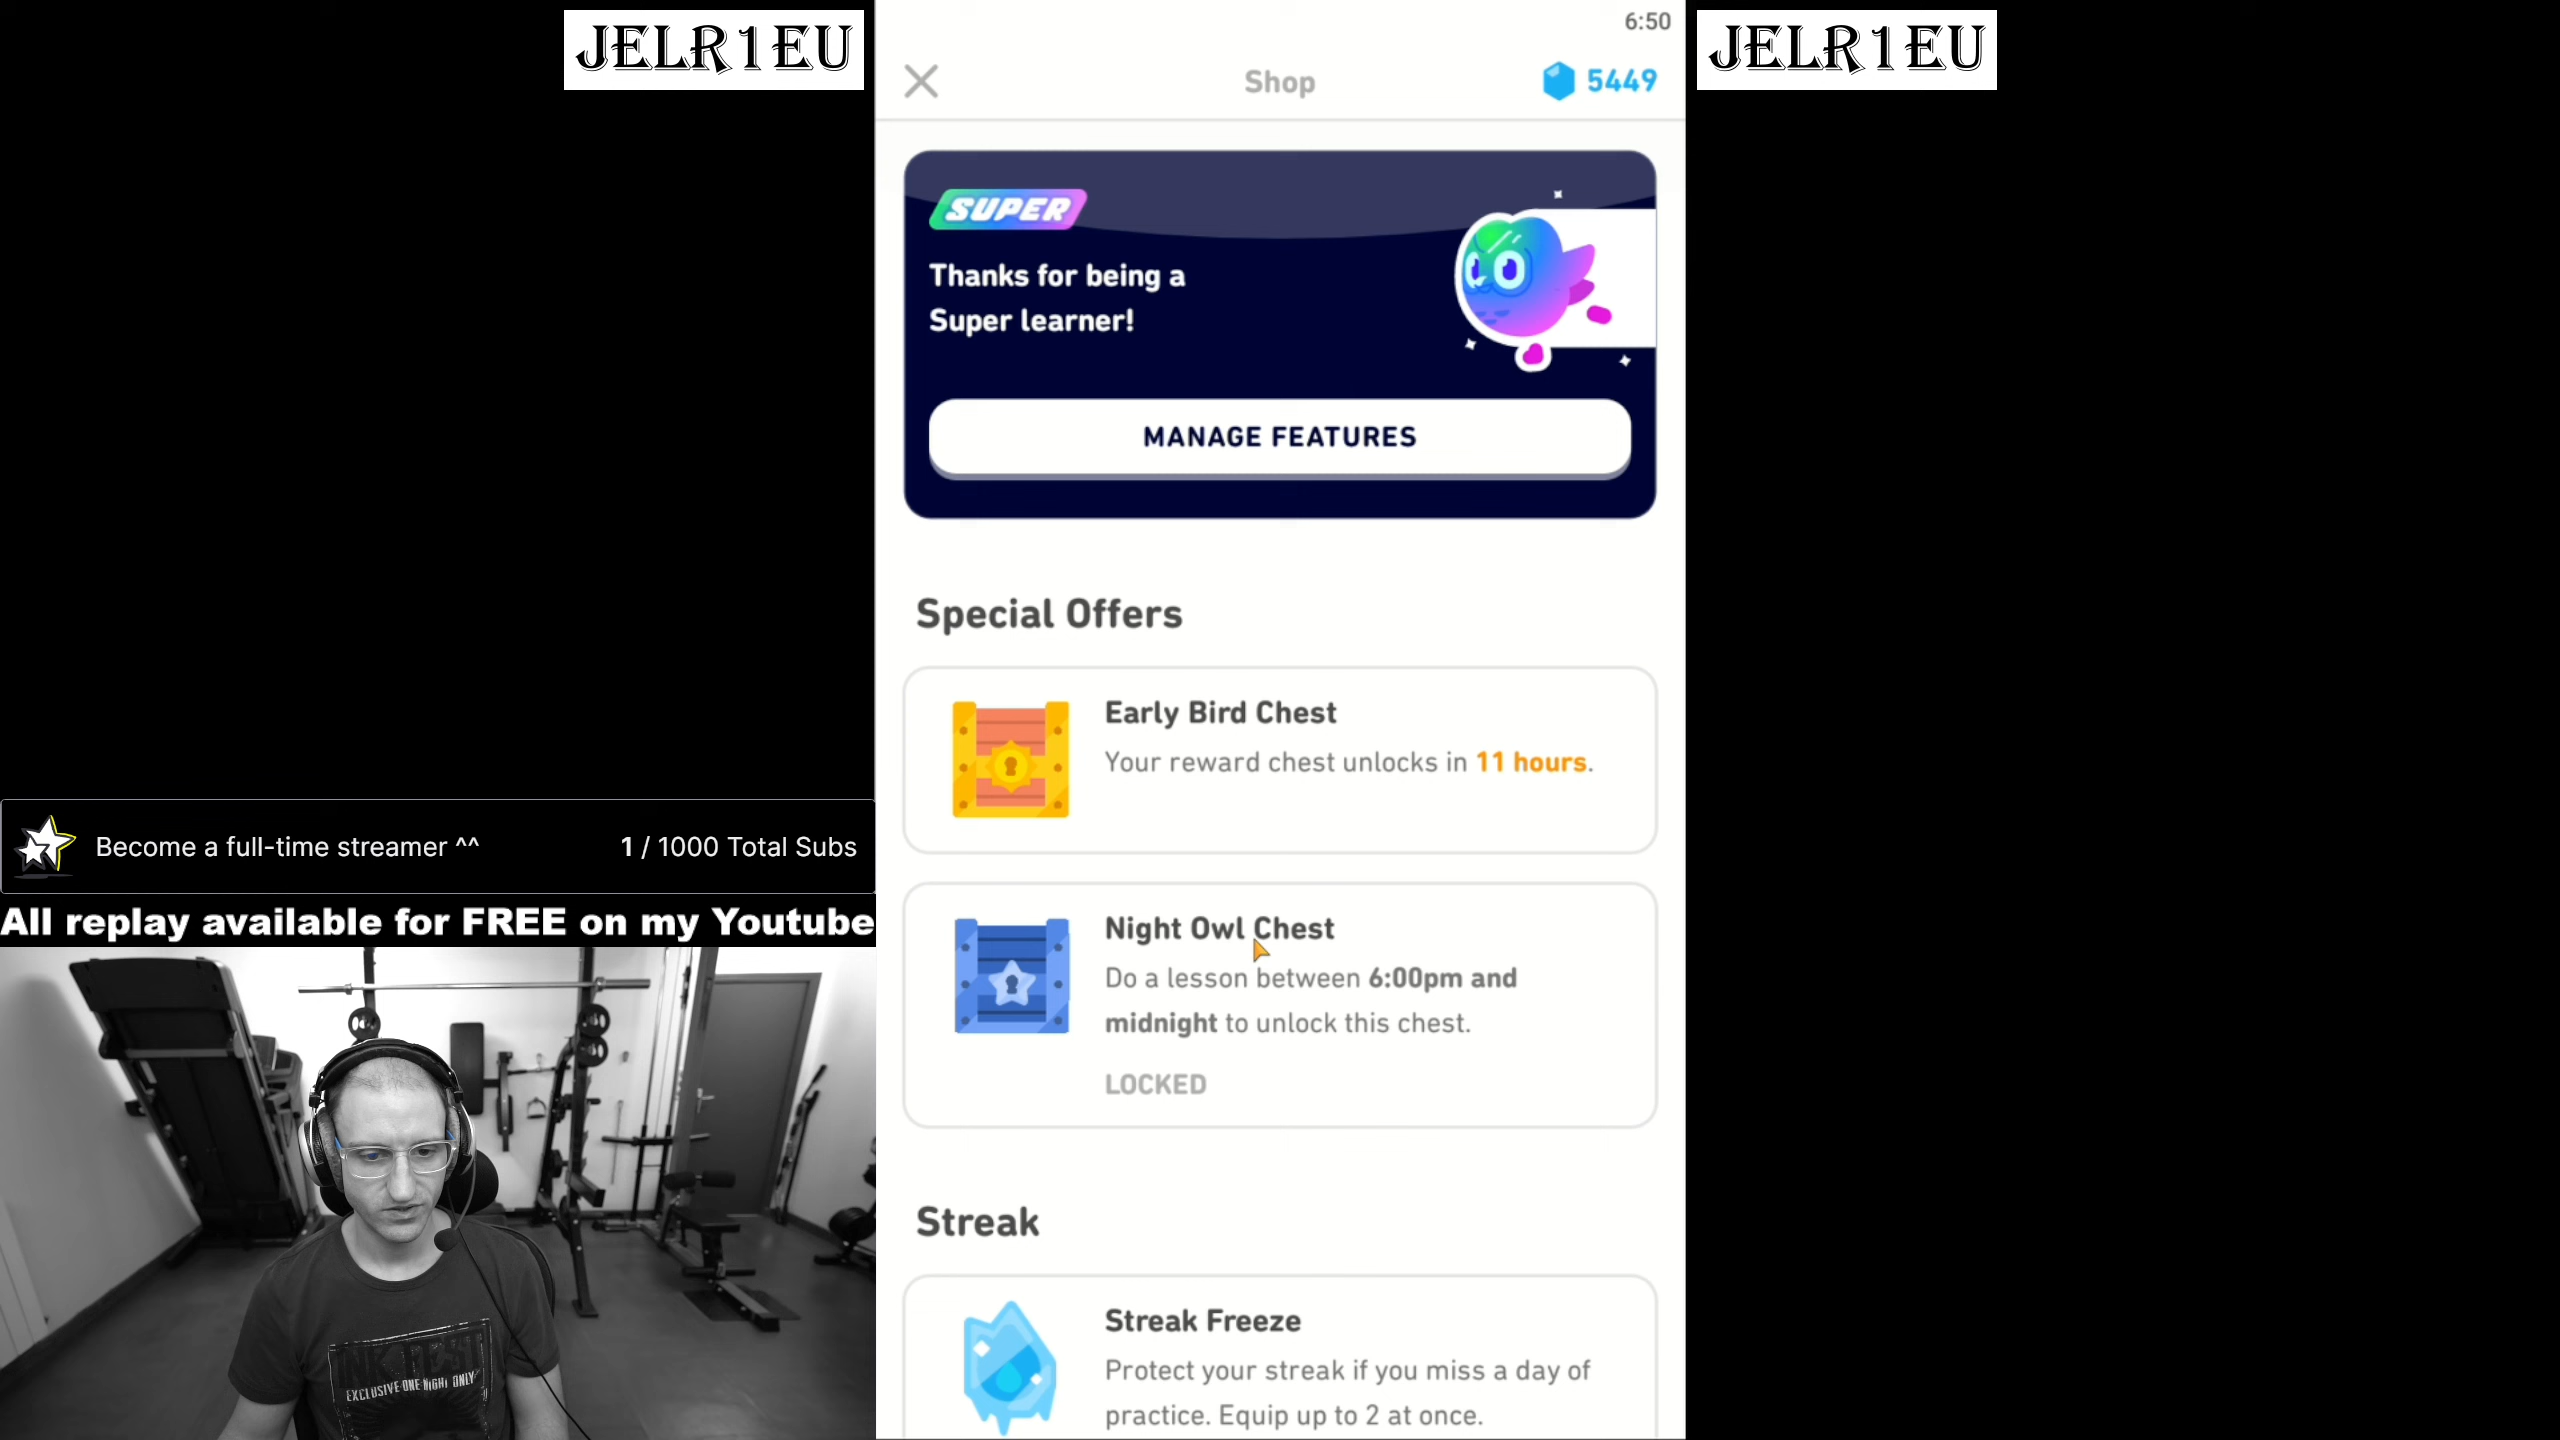 JELR1EU
JELR1EU
6:50
Shop
5449
SUPER
Thanks for being a
Super learner!
MANAGE FEATURES
Special Offers
Early Bird Chest
Your reward chest unlocks in 11 hours.
Night Owl Chest
Do a lesson between 6:00pm and
midnight to unlock this chest.
LOCKED
Streak
Streak Freeze
Protect your streak if you miss a day of
practice. Equip up to 2 at once.
Become a full-time streamer ^^
1 / 1000 Total Subs
All replay available for FREE on my Youtube
EXCLUSIVE ONE NIGHT ONLY